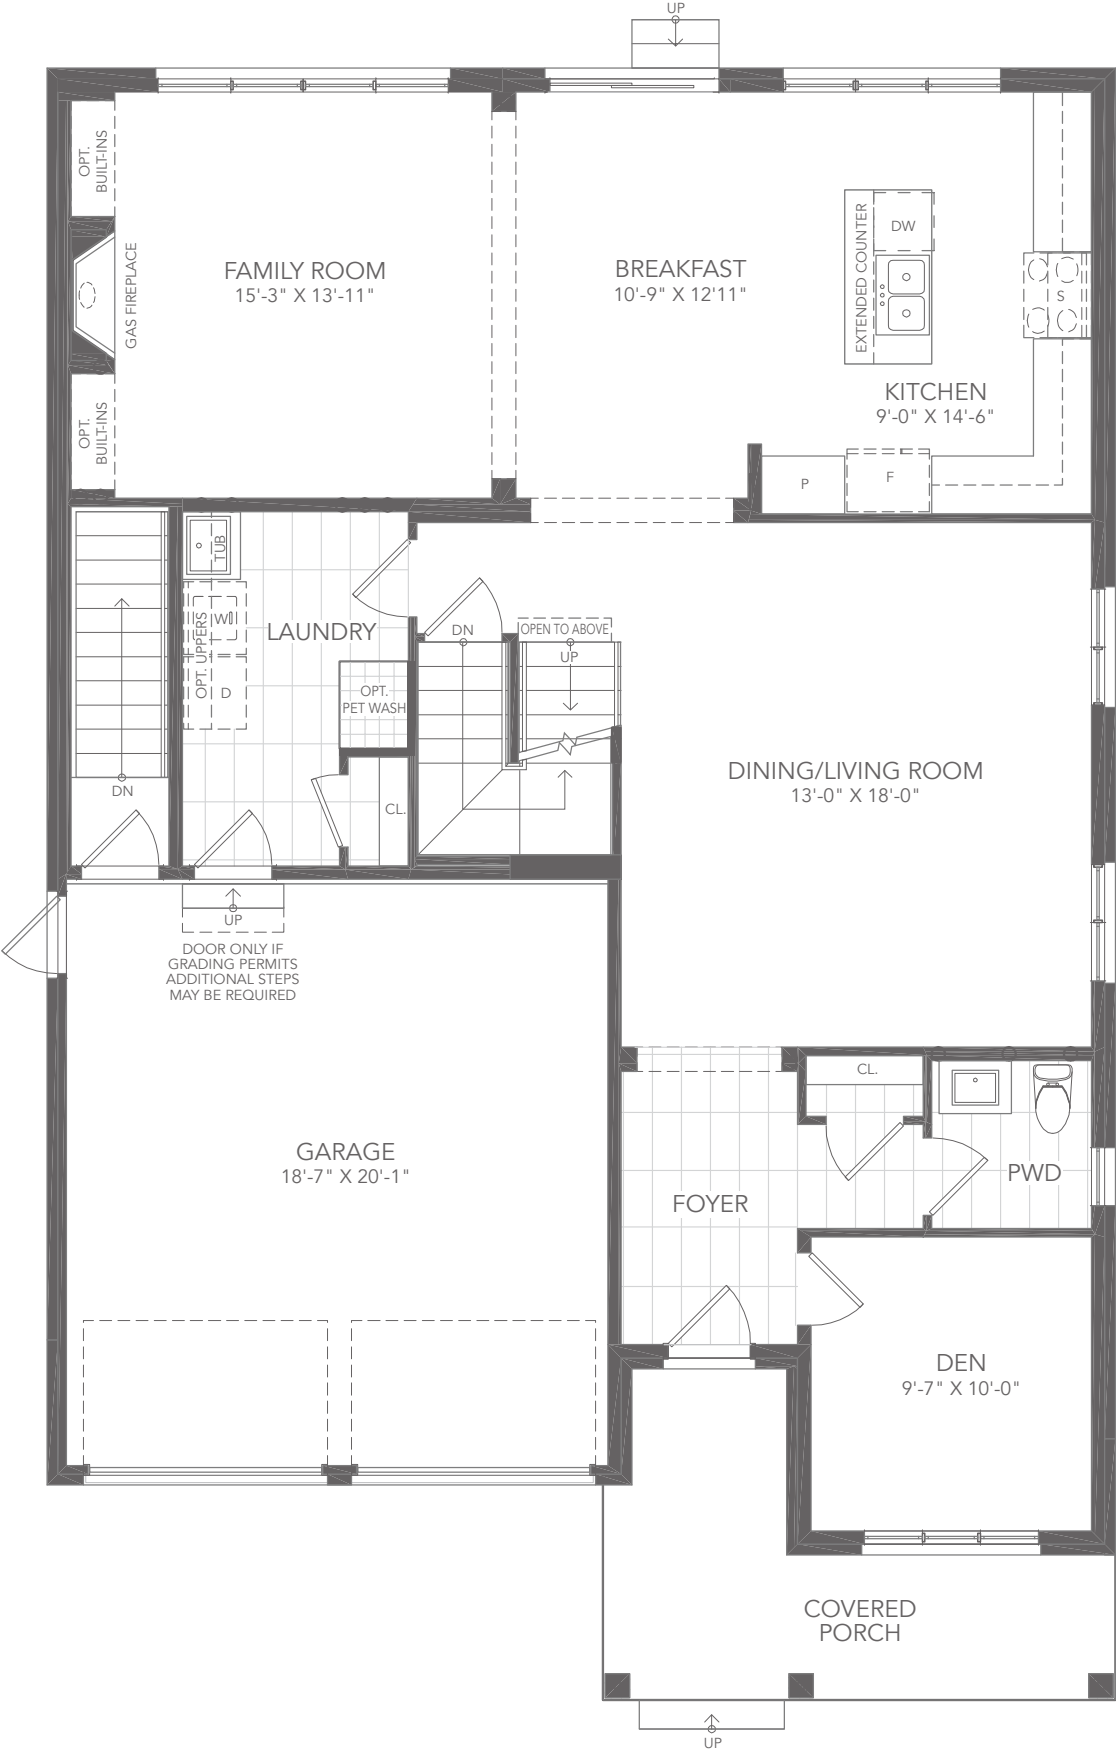 UP
OPT.
BUILT-INS
GAS FIREPLACE
OPT.
BUILT-INS
FAMILY ROOM
15'-3" X 13'-11"
BREAKFAST
10'-9" X 12'11"
EXTENDED COUNTER
DW
S
KITCHEN
9'-0" X 14'-6"
P
F
TUB
OPT. UPPERS
W
D
LAUNDRY
OPT.
PET WASH
CL.
DN
DN
OPEN TO ABOVE
UP
DINING/LIVING ROOM
13'-0" X 18'-0"
UP
DOOR ONLY IF
GRADING PERMITS
ADDITIONAL STEPS
MAY BE REQUIRED
GARAGE
18'-7" X 20'-1"
CL.
PWD
FOYER
DEN
9'-7" X 10'-0"
COVERED
PORCH
UP